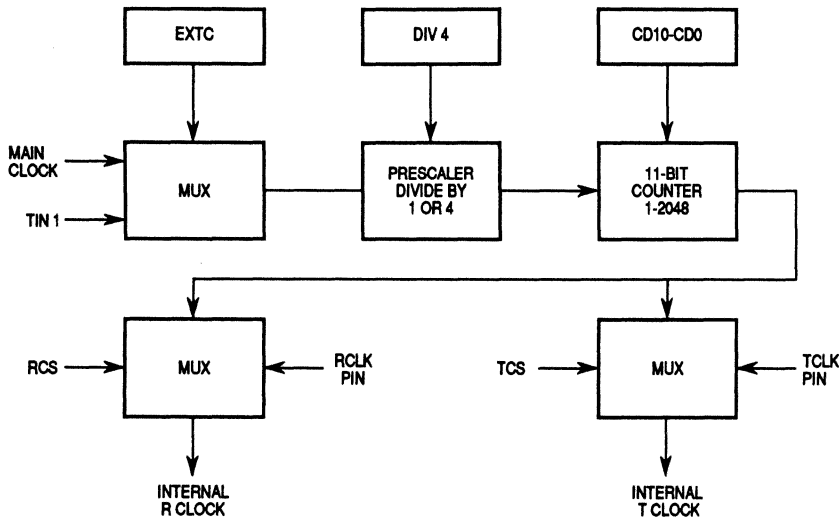 EXTC
DIV 4
CD10-CD0
MAIN
CLOCK
TIN 1
MUX
PRESCALER
DIVIDE BY
1 OR 4
11-BIT
COUNTER
1-2048
RCS
MUX
RCLK
PIN
TCS
MUX
TCLK
PIN
INTERNAL
R CLOCK
INTERNAL
T CLOCK